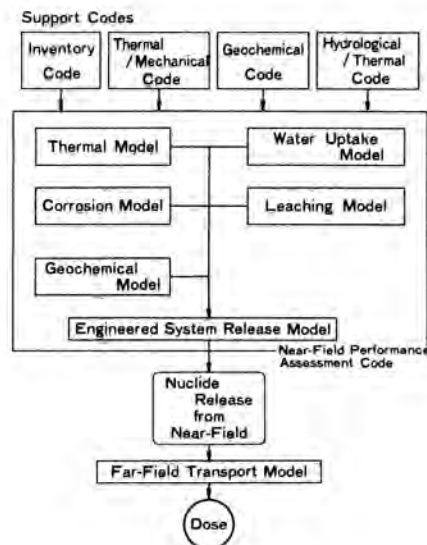 Support Codes
Inventory
Code
Thermal
/Mechanical
Code
Geochemical
Code
Hydrological
/Thermal
Code
Thermal Model
Water Uptake
Model
Corrosion Model
Leaching Model
Geochemical
Model
Engineered System Release Model
Near-Field Performance
Assessment Code
Nuclide
Release
from
Near-Field
Far-Field Transport Model
Dose